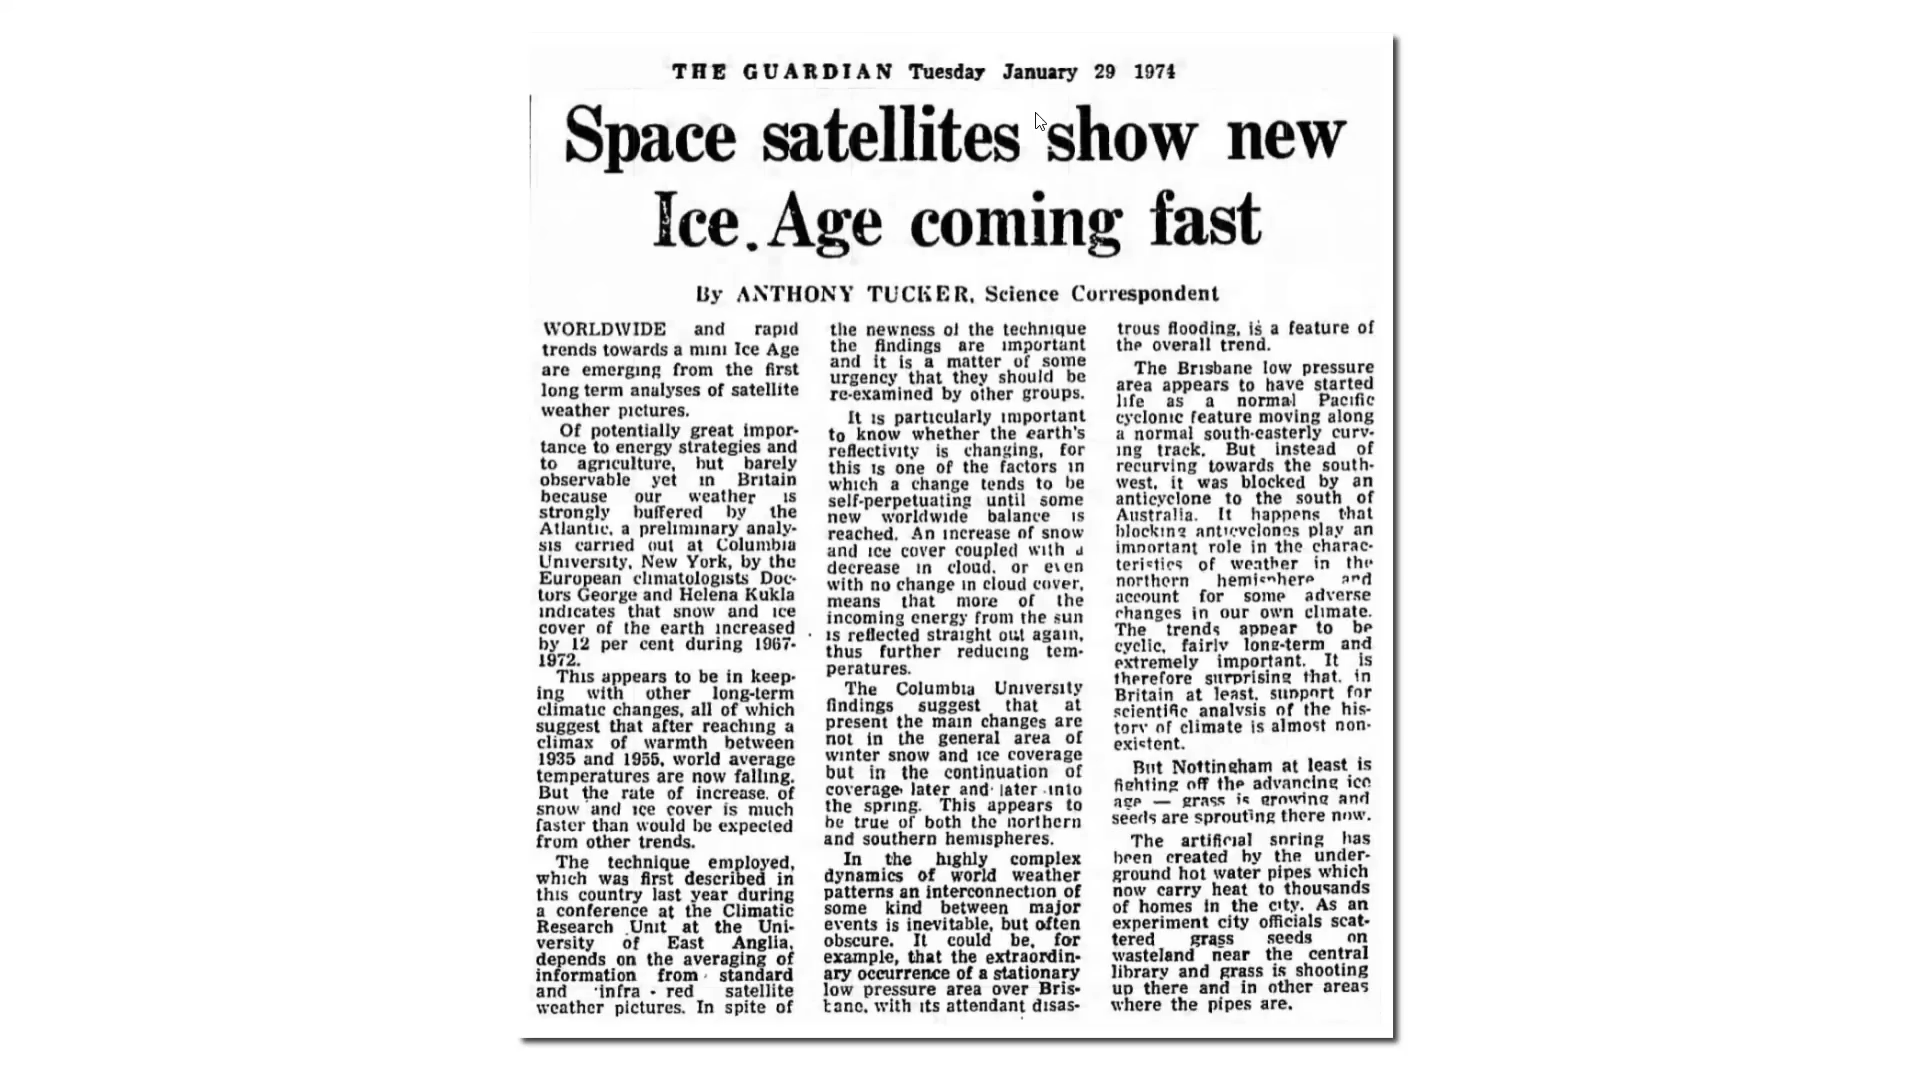 THE GUARDIAN Tuesday January 29 1974
Space satellites show new
Ice Age coming fast
By ANTHONY TUCKER, Science Correspondent
WORLDWIDE and rapid
trends towards a mini Ice Age
are emerging from the first
long term analyses of satellite
weather pictures.
Of potentially great impor-
tance to energy strategies and
to agriculture, but barely
observable yet in Britain
because our weather is
strongly buffered by the
Atlantic, a preliminary analy-
sis carried out at Columbia
University, New York, by the
European climatologists Doc-
tors George and Helena Kukla
indicates that snow and ice
cover of the earth increased
by 12 per cent during 1967-
1972.
This appears to be in keep-
ing with other long-term
climatic changes, all of which
suggest that after reaching a
climax of warmth between
1935 and 1955, world average
temperatures are now falling.
But the rate of increase of
snow and ice cover is much
faster than would be expected
from other trends.
The technique employed,
which was first described in
this country last year during
a conference at the Climatic
Research Unit at the Uni-
versity of East Anglia,
depends on the averaging of
information from standard
and infra-red satellite
weather pictures. In spite of
the newness of the technique
the findings are important
and it is a matter of some
urgency that they should be
re-examined by other groups.
It is particularly important
to know whether the earth's
reflectivity is changing, for
this is one of the factors in
which a change tends to be
self-perpetuating until some
new worldwide balance is
reached. An increase of snow
and ice cover coupled with a
decrease in cloud, or even
with no change in cloud cover,
means that more of the
incoming energy from the sun
is reflected straight out again,
thus further reducing tem-
peratures.
The Columbia University
findings suggest that at
present the main changes are
not in the general area of
winter snow and ice coverage
but in the continuation of
coverage later and later into
the spring. This appears to
be true of both the northern
and southern hemispheres.
In the highly complex
dynamics of world weather
patterns an interconnection of
some kind between major
events is inevitable, but often
obscure. It could be, for
example, that the extraordin-
ary occurrence of a stationary
low pressure area over Bris-
bane, with its attendant disas-
trous flooding, is a feature of
the overall trend.
The Brisbane low pressure
area appears to have started
life as a normal Pacific
cyclonic feature moving along
a normal south-easterly curv-
ing track. But instead of
recurving towards the south-
west, it was blocked by an
anticyclone to the south of
Australia. It happens that
blocking anticyclones play an
important role in the charac-
teristics of weather in the
northern hemisphere and
account for some adverse
changes in our own climate.
The trends appear to be
cyclic, fairly long-term and
extremely important. It is
therefore surprising that, in
Britain at least, support for
scientific analysis of the his-
tory of climate is almost non-
existent.
But Nottingham at least is
fighting off the advancing ice
age — grass is growing and
seeds are sprouting there now.
The artificial spring has
been created by the under-
ground hot water pipes which
now carry heat to thousands
of homes in the city. As an
experiment city officials scat-
tered grass seeds on
wasteland near the central
library and grass is shooting
up there and in other areas
where the pipes are.